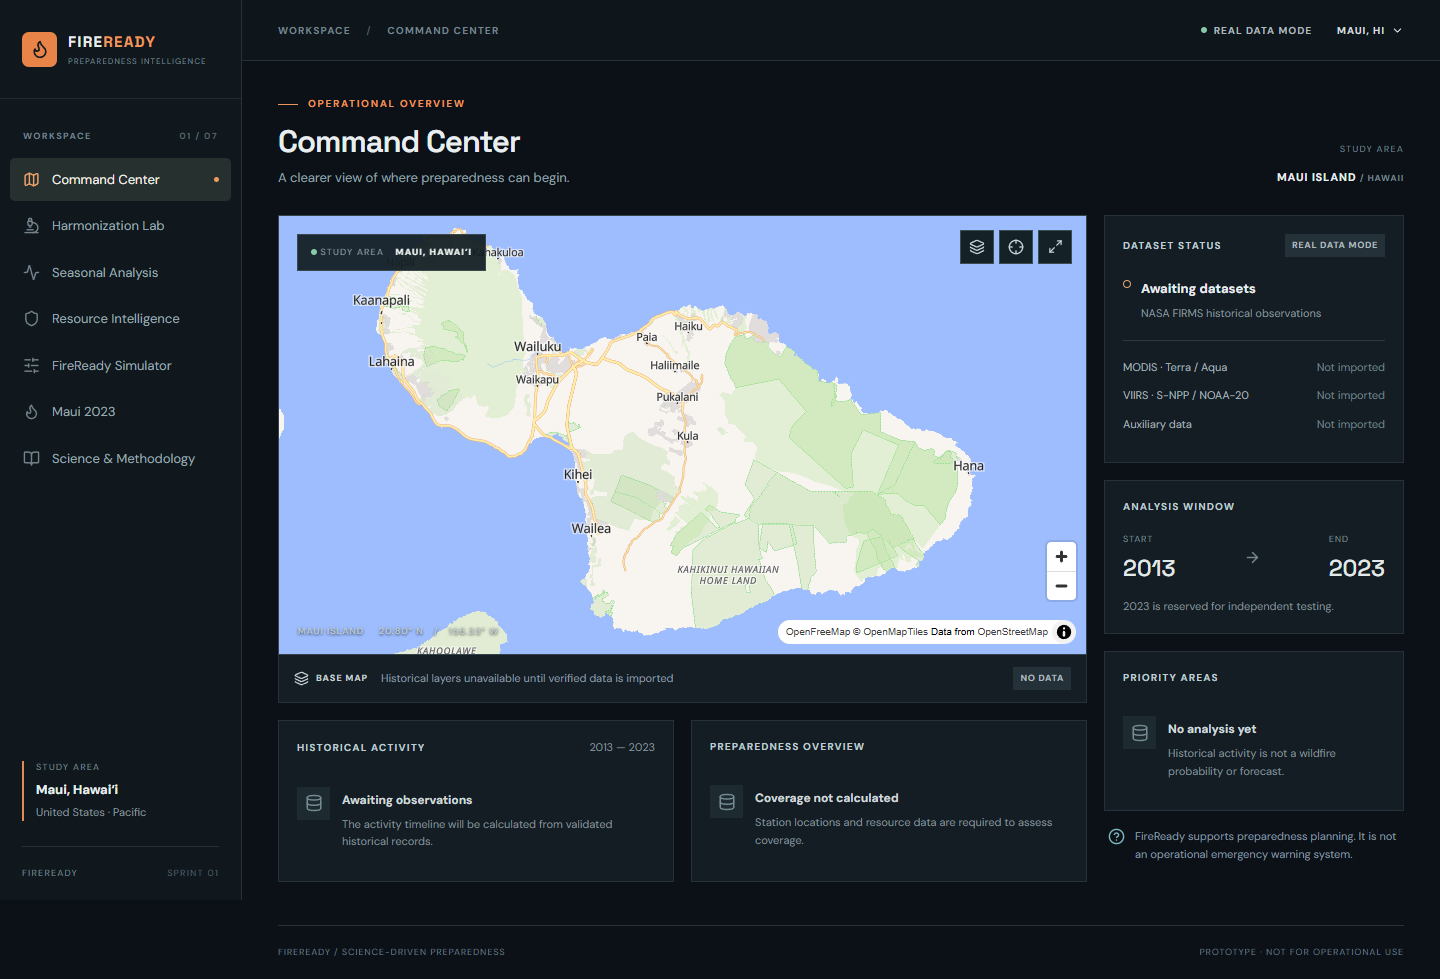 FIREREADY
PREPAREDNESS INTELLIGENCE
WORKSPACE 01 / 07
Command Center
Harmonization Lab
Seasonal Analysis
Resource Intelligence
FireReady Simulator
Maui 2023
Science & Methodology
STUDY AREA
Maui, Hawaiʻi
United States · Pacific
FIREREADY SPRINT 01
WORKSPACE / COMMAND CENTER
REAL DATA MODE MAUI, HI
OPERATIONAL OVERVIEW
Command Center
A clearer view of where preparedness can begin.
STUDY AREA
MAUI ISLAND / HAWAII
STUDY AREA MAUI, HAWAIʻI
Kaanapali
Lahaina
Wailuku
Waikapu
Paia
Haiku
Haliimaile
Pukalani
Kula
Kihei
Wailea
Hana
KAHIKINUI HAWAIIAN
HOME LAND
MAUI ISLAND
KAHOOLAWE
OpenFreeMap © OpenMapTiles Data from OpenStreetMap
BASE MAP Historical layers unavailable until verified data is imported NO DATA
HISTORICAL ACTIVITY 2013 — 2023
Awaiting observations
The activity timeline will be calculated from validated
historical records.
PREPAREDNESS OVERVIEW
Coverage not calculated
Station locations and resource data are required to assess
coverage.
DATASET STATUS REAL DATA MODE
Awaiting datasets
NASA FIRMS historical observations
MODIS · Terra / Aqua Not imported
VIIRS · S-NPP / NOAA-20 Not imported
Auxiliary data Not imported
ANALYSIS WINDOW
START END
2013 → 2023
2023 is reserved for independent testing.
PRIORITY AREAS
No analysis yet
Historical activity is not a wildfire
probability or forecast.
FireReady supports preparedness planning. It is not
an operational emergency warning system.
FIREREADY / SCIENCE-DRIVEN PREPAREDNESS
PROTOTYPE · NOT FOR OPERATIONAL USE